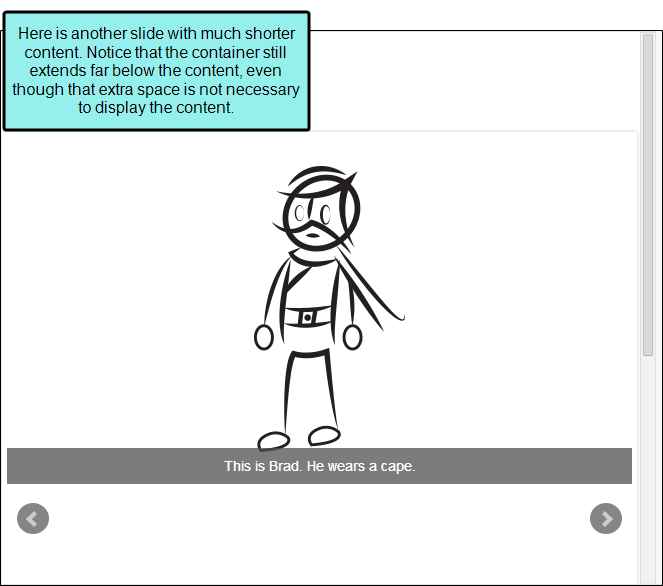 Here is another slide with much shorter
content. Notice that the container still
extends far below the content, even
though that extra space is not necessary
to display the content.
This is Brad. He wears a cape.